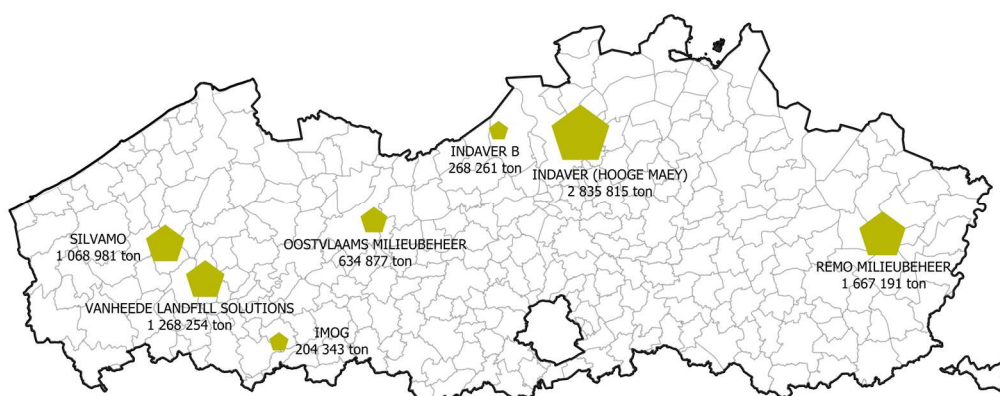 INDAVER B
268 261 ton
INDAVER (HOOGE MAEY)
2 835 815 ton
SILVAMO
1 068 981 ton
OOSTVLAAMS MILIEUBEHEER
634 877 ton
REMO MILIEUBEHEER
1 667 191 ton
VANHEEDE LANDFILL SOLUTIONS
1 268 254 ton
IMOG
204 343 ton